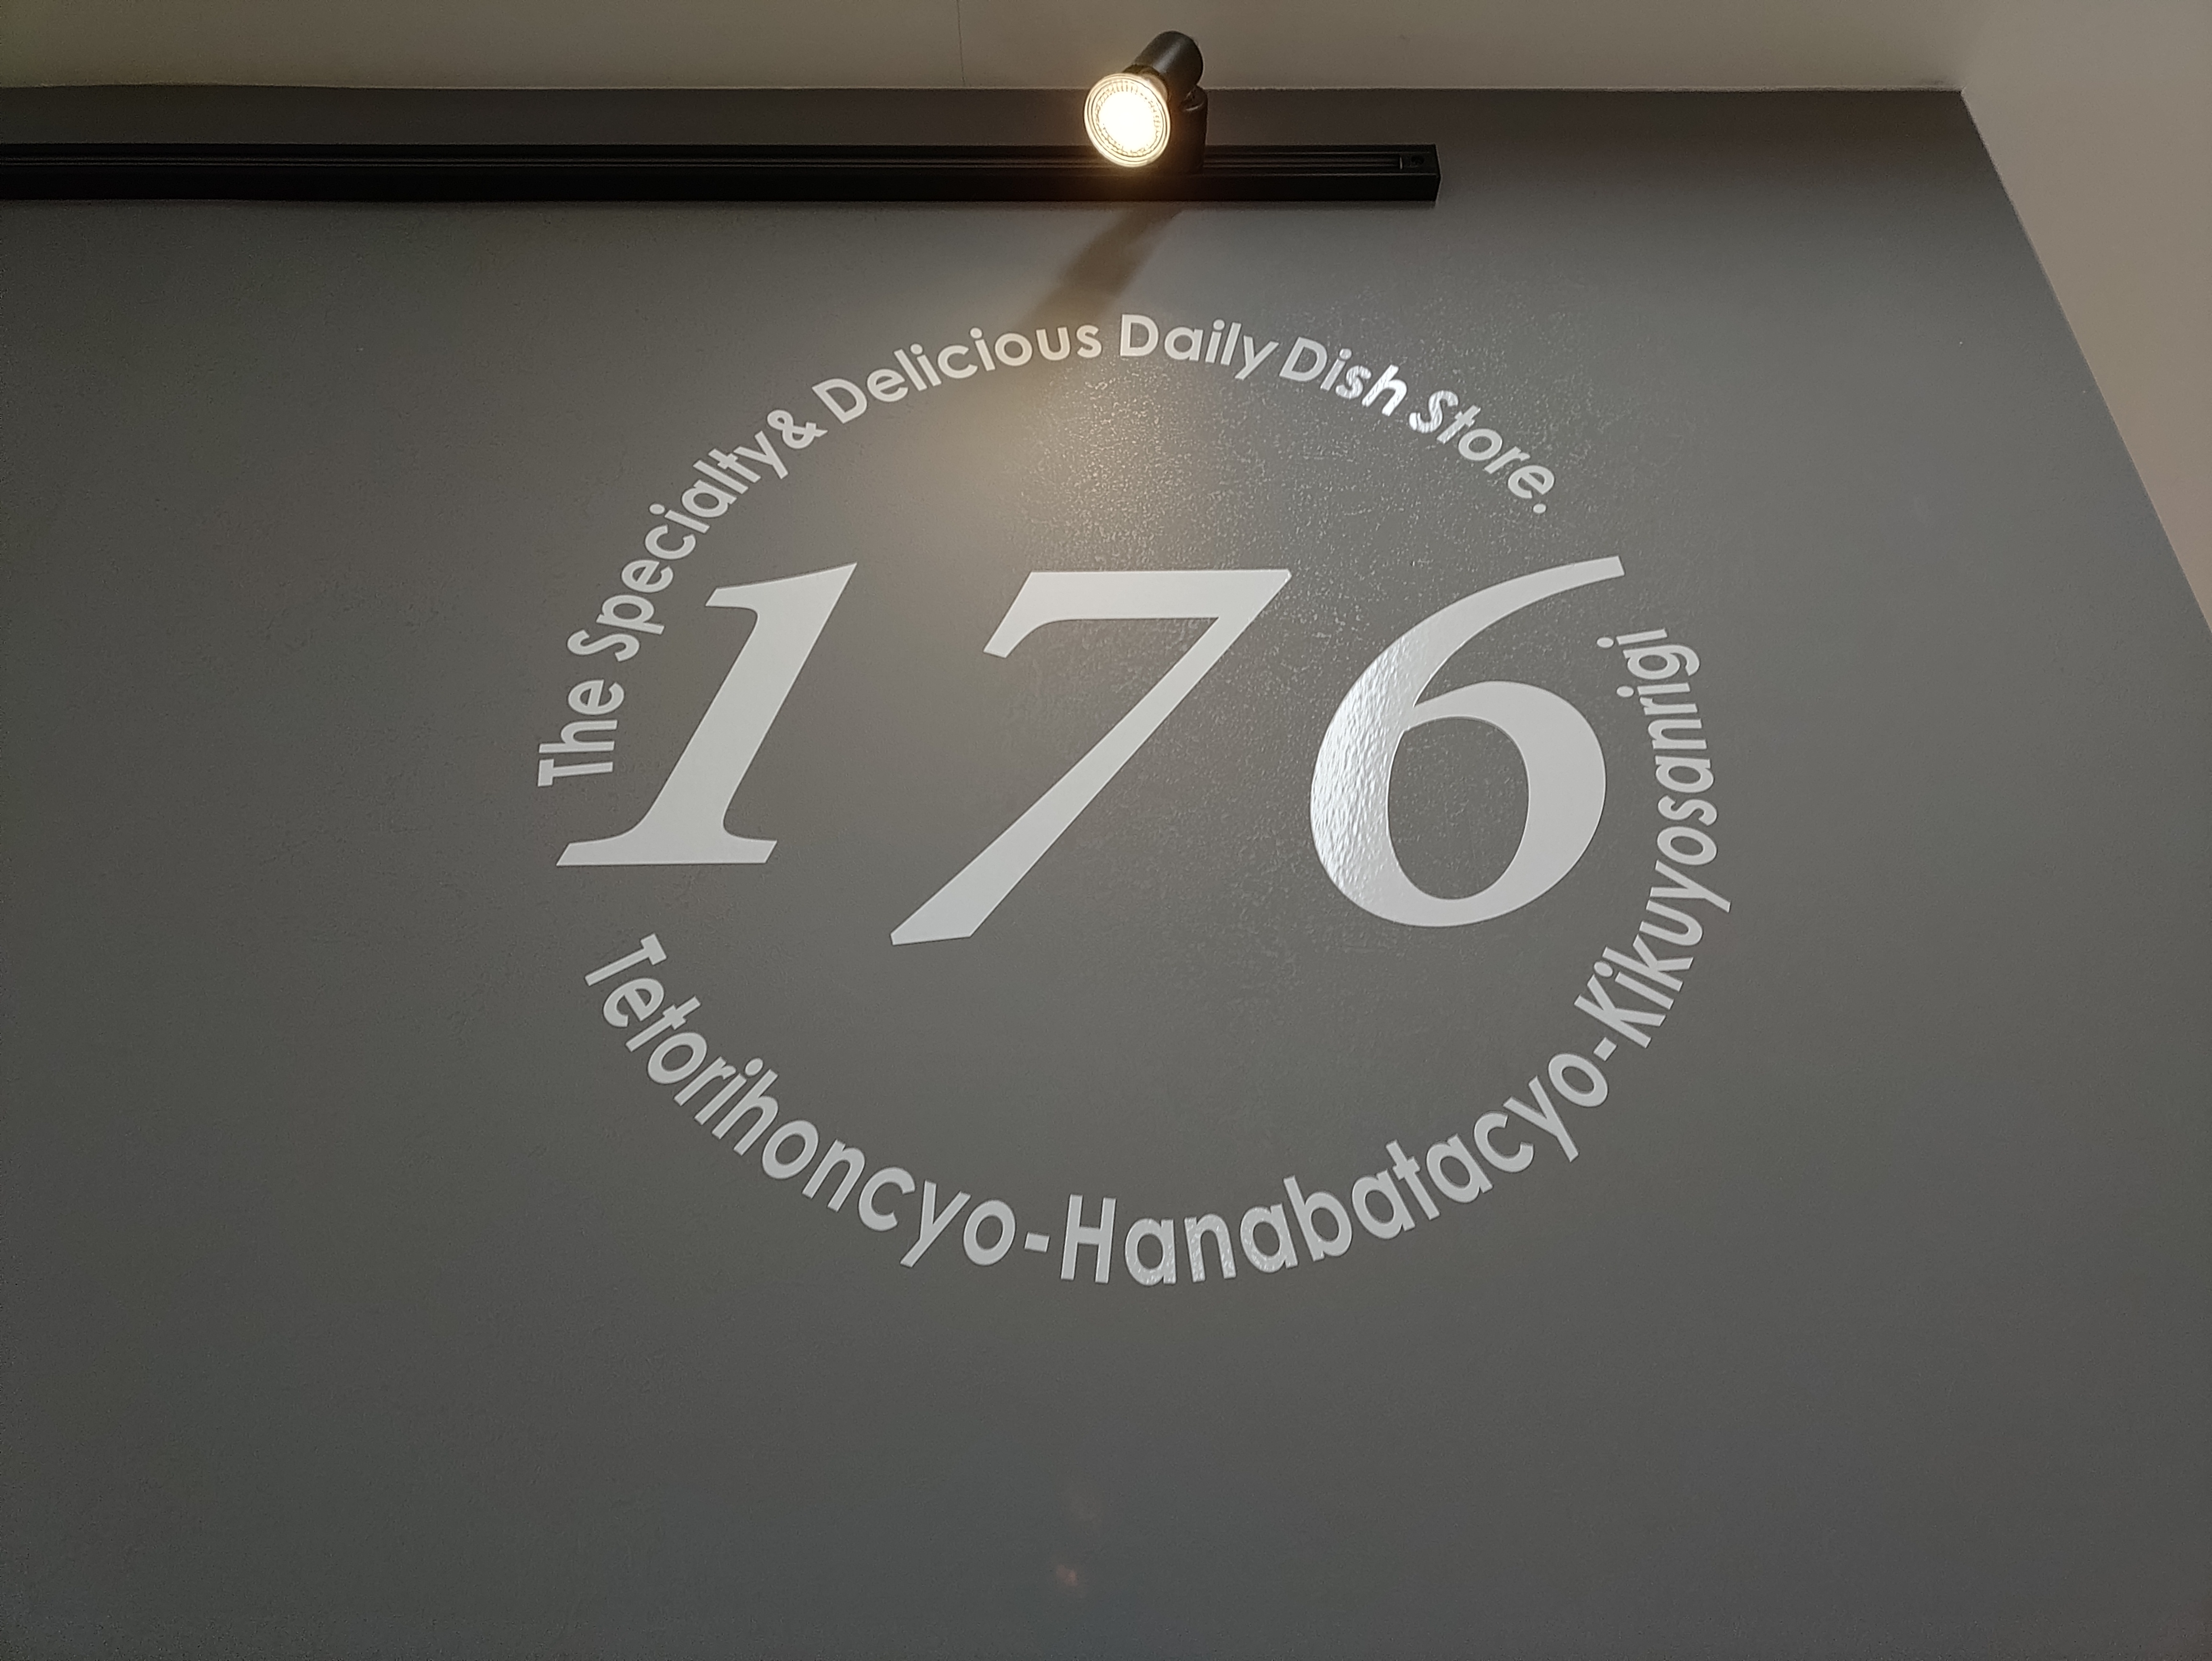 The Specialty & Delicious Daily Dish Store.
176
Tetorihoncyo-Hanabatacyo-Kikuyosanrigi